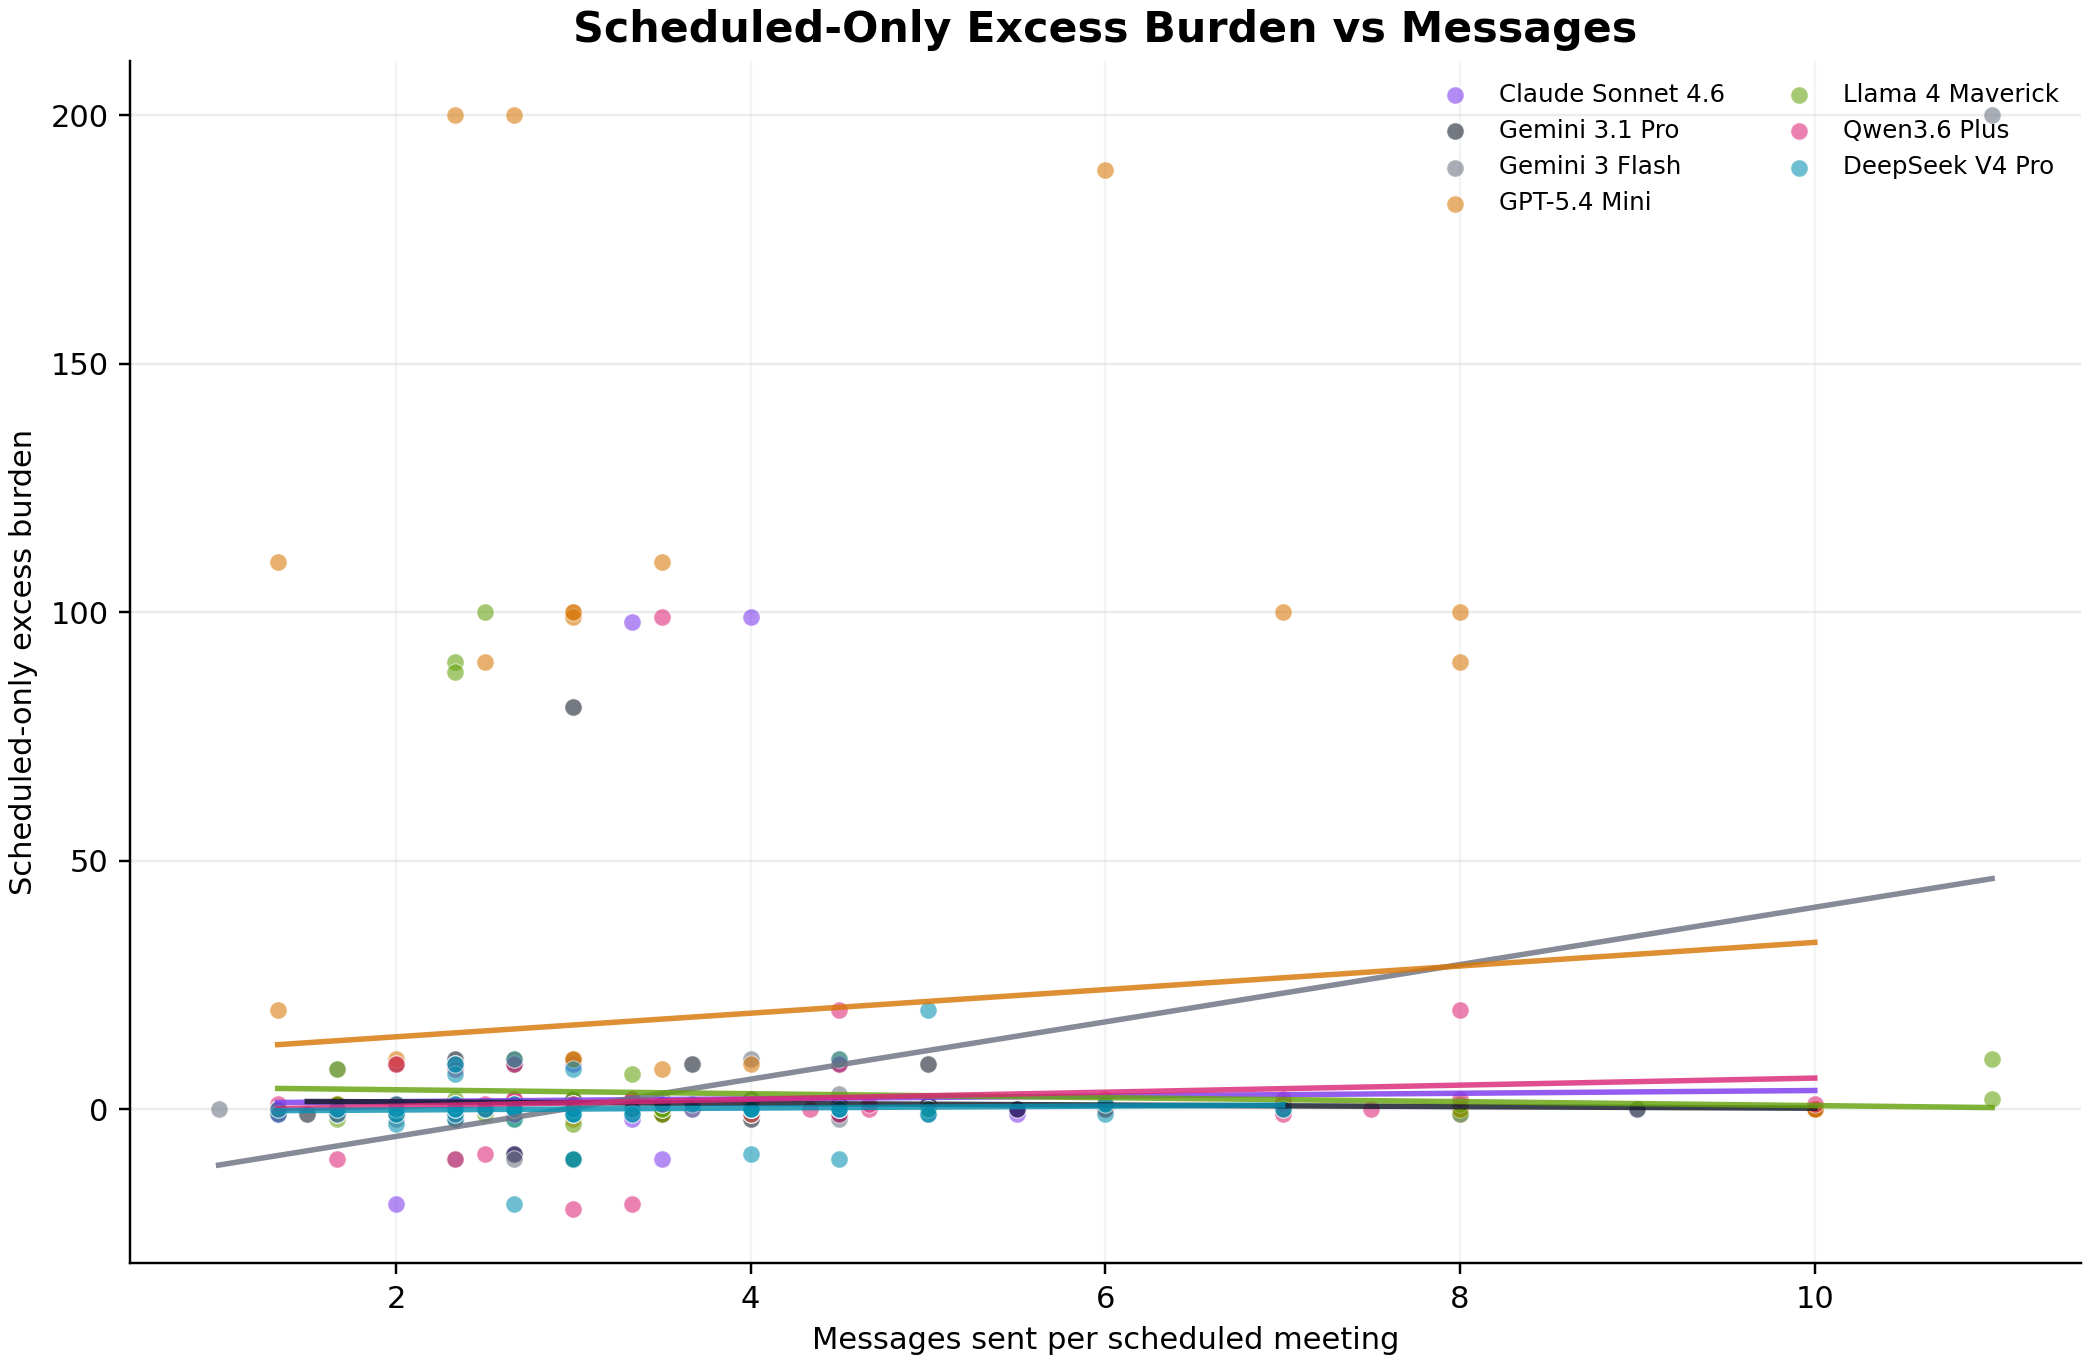 Scheduled-Only Excess Burden vs Messages
Claude Sonnet 4.6
Gemini 3.1 Pro
Gemini 3 Flash
GPT-5.4 Mini
Llama 4 Maverick
Qwen3.6 Plus
DeepSeek V4 Pro
Scheduled-only excess burden
200
150
100
50
0
2
4
6
8
10
Messages sent per scheduled meeting